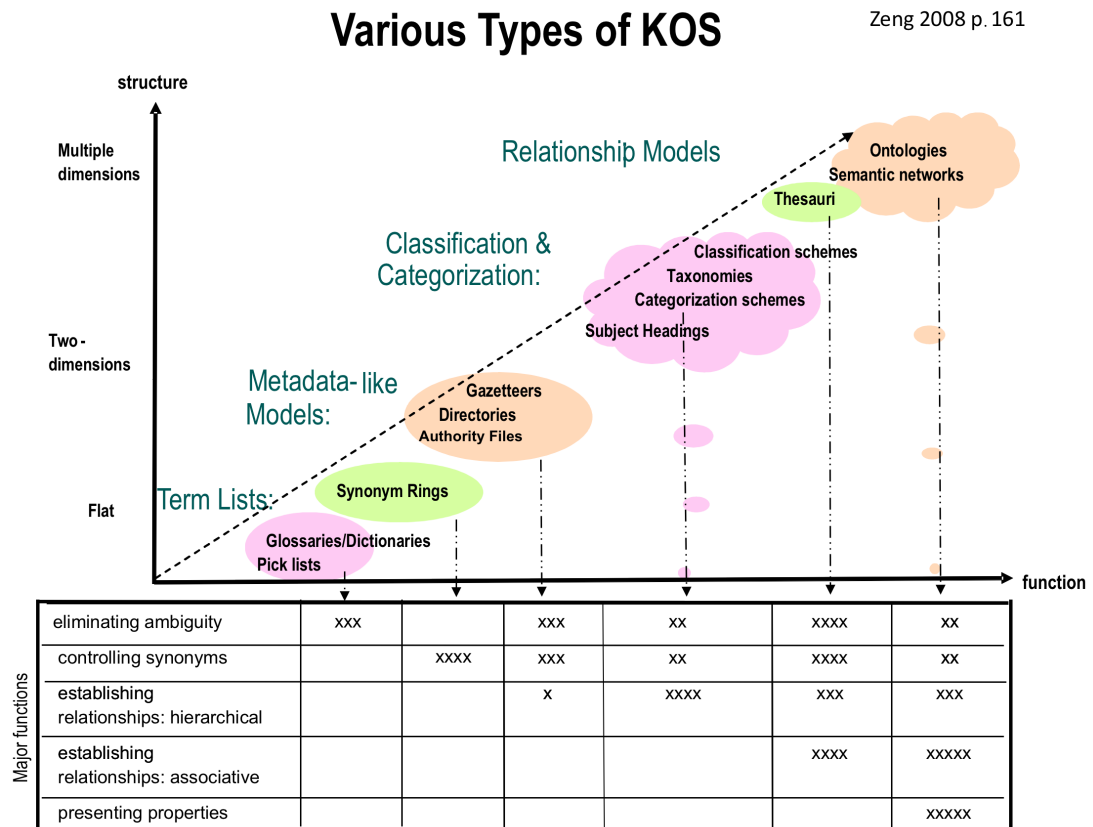 Various Types of KOS
Zeng 2008 p. 161
structure
Multiple
dimensions
Relationship Models
Ontologies
Semantic networks
Thesauri
Classification &
Categorization:
Classification schemes
Taxonomies
Categorization schemes
Subject Headings
Two-
dimensions
Metadata-like
Models:
Gazetteers
Directories
Authority Files
Flat
Term Lists:
Synonym Rings
Glossaries/Dictionaries
Pick lists
function
Major functions
eliminating ambiguity xxx xxx xx xxxx xx
controlling synonyms xxxx xxx xx xxxx xx
establishing x xxxx xxx xxx
relationships: hierarchical
establishing xxxx xxxxx
relationships: associative
presenting properties xxxxx